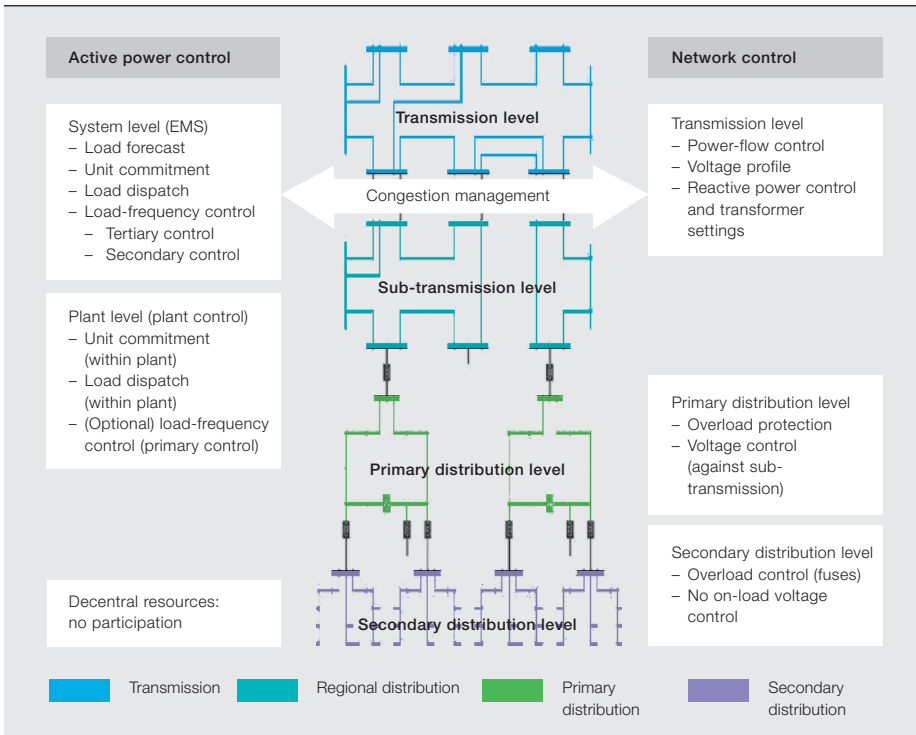 Active power control
System level (EMS)
– Load forecast
– Unit commitment
– Load dispatch
– Load-frequency control
– Tertiary control
– Secondary control
Plant level (plant control)
– Unit commitment
(within plant)
– Load dispatch
(within plant)
– (Optional) load-frequency
control (primary control)
Decentral resources:
no participation
Transmission level
Congestion management
Sub-transmission level
Primary distribution level
Secondary distribution level
Network control
Transmission level
– Power-flow control
– Voltage profile
– Reactive power control
and transformer
settings
Primary distribution level
– Overload protection
– Voltage control
(against sub-
transmission)
Secondary distribution level
– Overload control (fuses)
– No on-load voltage
control
Transmission
Regional distribution
Primary
distribution
Secondary
distribution